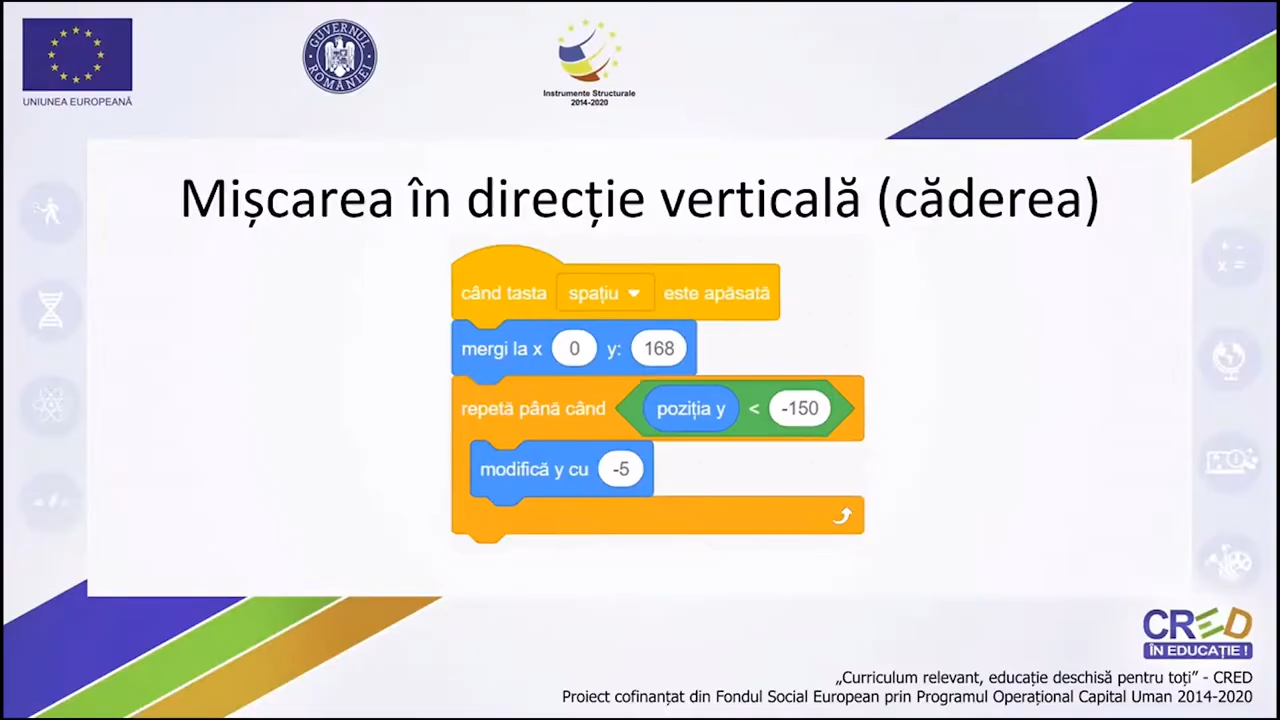 UNIUNEA EUROPEANĂ
GUVERNUL ROMÂNIEI
Instrumente Structurale
2014-2020
Mișcarea în direcție verticală (căderea)
când tasta spațiu este apăsată
mergi la x 0 y: 168
repetă până când poziția y < -150
modifică y cu -5
CRED
ÎN EDUCAȚIE !
„Curriculum relevant, educație deschisă pentru toți” - CRED
Proiect cofinanțat din Fondul Social European prin Programul Operațional Capital Uman 2014-2020